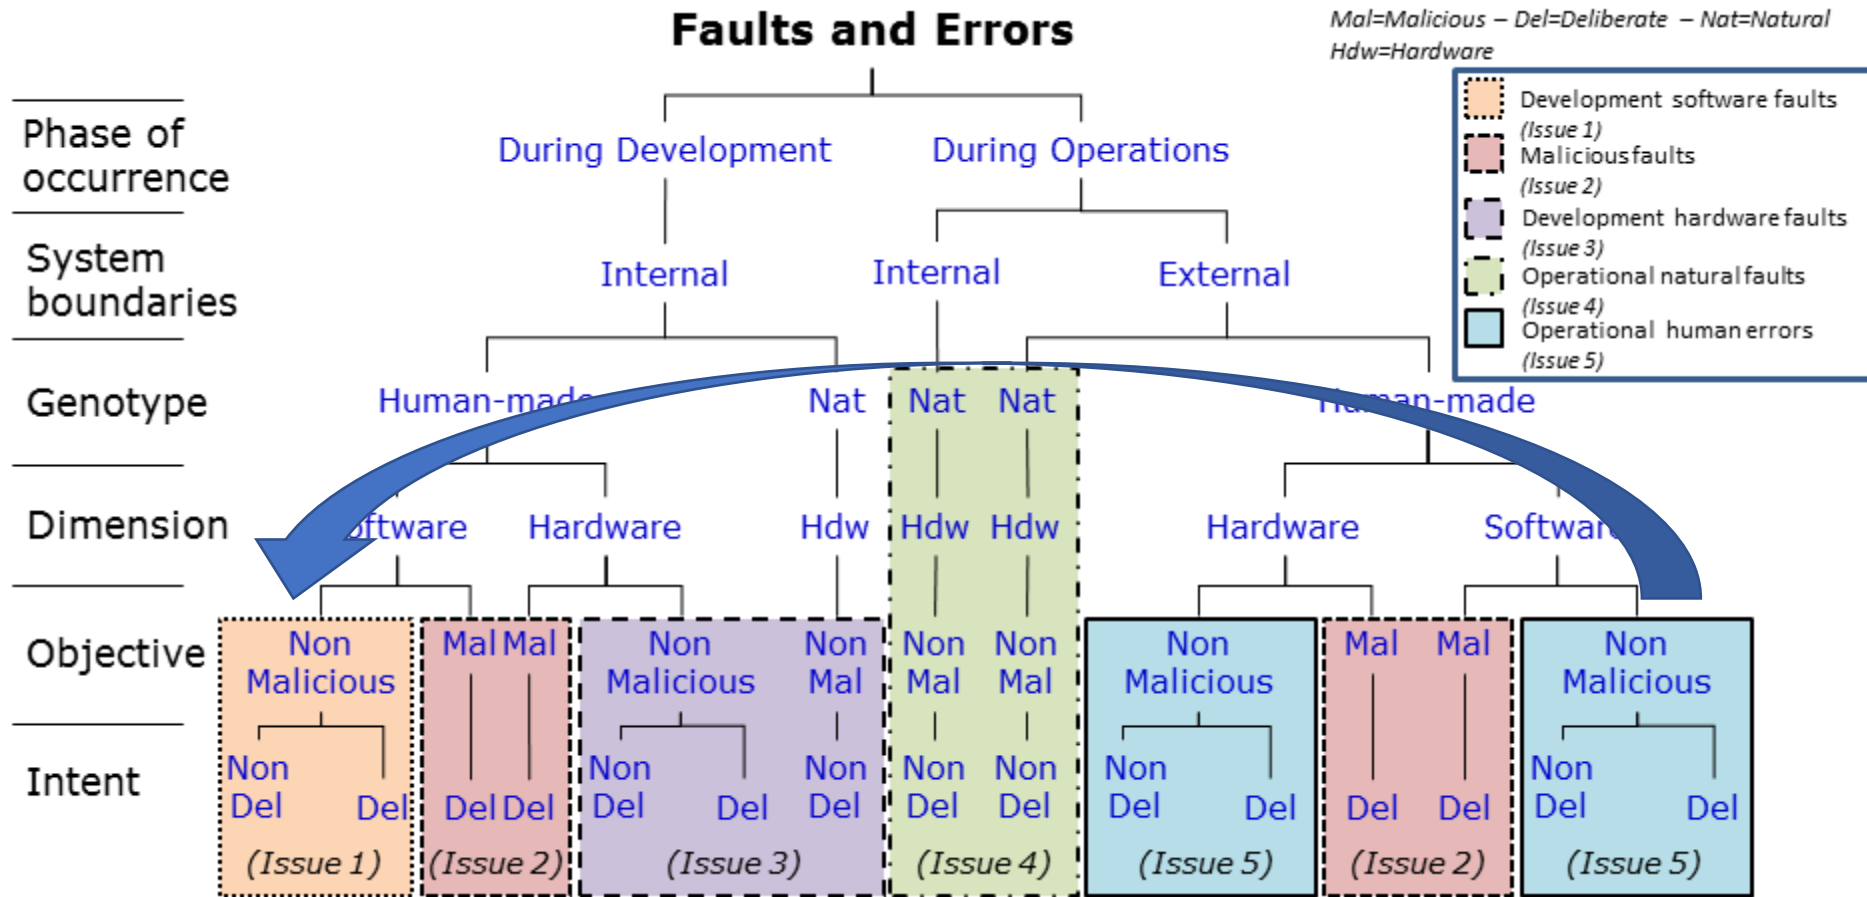 Faults and Errors
Mal=Malicious – Del=Deliberate – Nat=Natural
Hdw=Hardware
Development software faults
(Issue 1)
Malicious faults
(Issue 2)
Development hardware faults
(Issue 3)
Operational natural faults
(Issue 4)
Operational human errors
(Issue 5)
Phase of
occurrence
During Development During Operations
System
boundaries
Internal Internal External
Genotype Human-made Nat Nat Nat Human-made
Dimension Software Hardware Hdw Hdw Hdw Hardware Software
Objective
Non Mal Mal Non Non Non Non Non Mal Mal Non
Malicious Malicious Mal Mal Mal Malicious Malicious
Intent
Non Non Non Non Non Non Non
Del Del Del Del Del Del Del Del Del Del Del Del Del Del Del
(Issue 1) (Issue 2) (Issue 3) (Issue 4) (Issue 5) (Issue 2) (Issue 5)